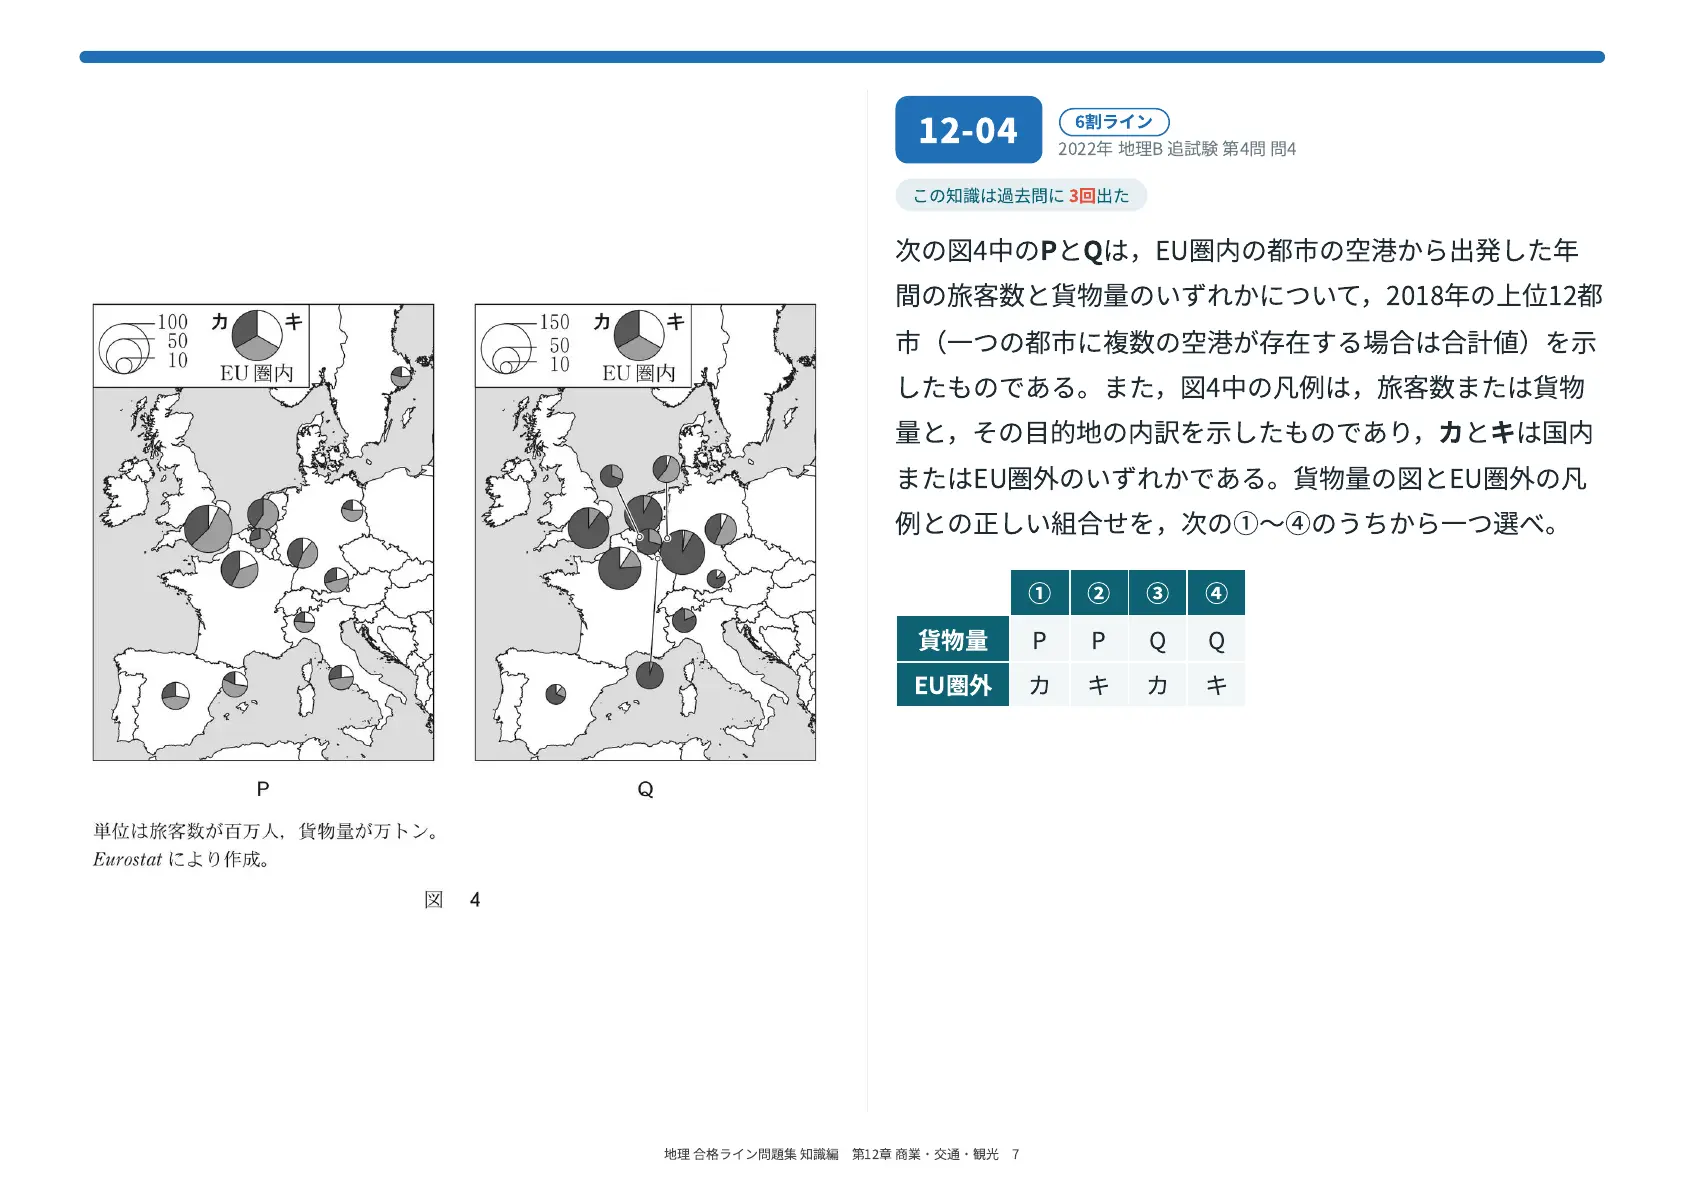 12-04
6割ライン
2022年 地理B 追試験 第4問 問4
この知識は過去問に 3回出た
次の図4中のPとQは，EU圏内の都市の空港から出発した年
間の旅客数と貨物量のいずれかについて，2018年の上位12都
市（一つの都市に複数の空港が存在する場合は合計値）を示
したものである。また，図4中の凡例は，旅客数または貨物
量と，その目的地の内訳を示したものであり，カとキは国内
またはEU圏外のいずれかである。貨物量の図とEU圏外の凡
例との正しい組合せを，次の①～④のうちから一つ選べ。
① ② ③ ④
貨物量 P P Q Q
EU圏外 カ キ カ キ
100
50
10
カ キ
EU 圏内
150
50
10
カ キ
EU 圏内
P
Q
単位は旅客数が百万人，貨物量が万トン。
Eurostat により作成。
図 4
地理 合格ライン問題集 知識編 第12章 商業・交通・観光 7